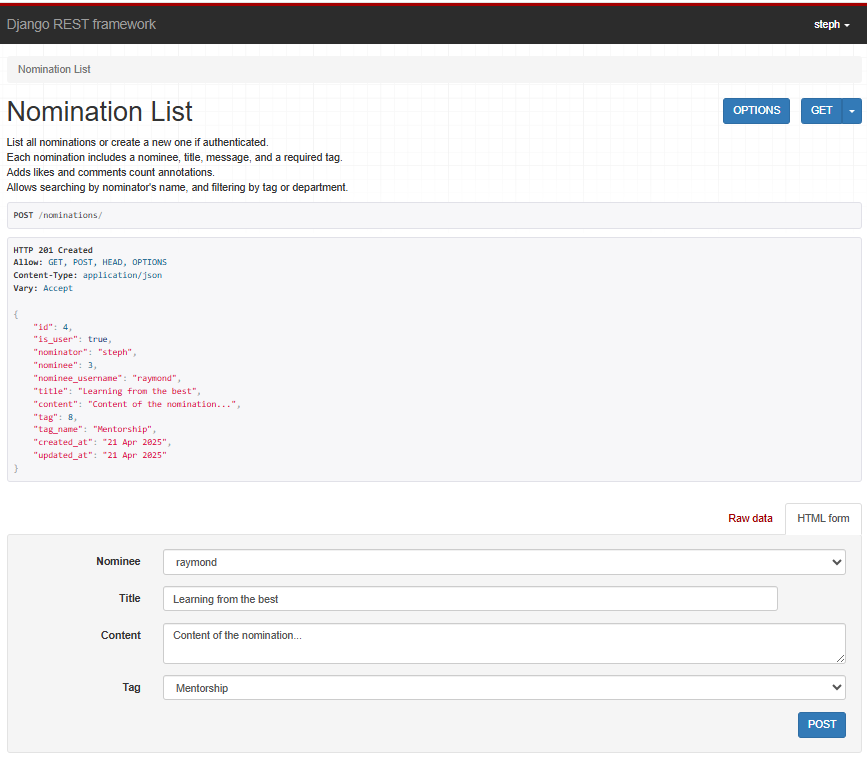 Django REST framework
steph
Nomination List
Nomination List
OPTIONS
GET
List all nominations or create a new one if authenticated.
Each nomination includes a nominee, title, message, and a required tag.
Adds likes and comments count annotations.
Allows searching by nominator's name, and filtering by tag or department.
POST /nominations/
HTTP 201 Created
Allow: GET, POST, HEAD, OPTIONS
Content-Type: application/json
Vary: Accept
{
    "id": 4,
    "is_user": true,
    "nominator": "steph",
    "nominee": 3,
    "nominee_username": "raymond",
    "title": "Learning from the best",
    "content": "Content of the nomination...",
    "tag": 8,
    "tag_name": "Mentorship",
    "created_at": "21 Apr 2025",
    "updated_at": "21 Apr 2025"
}
Raw data
HTML form
Nominee
raymond
Title
Learning from the best
Content
Content of the nomination...
Tag
Mentorship
POST